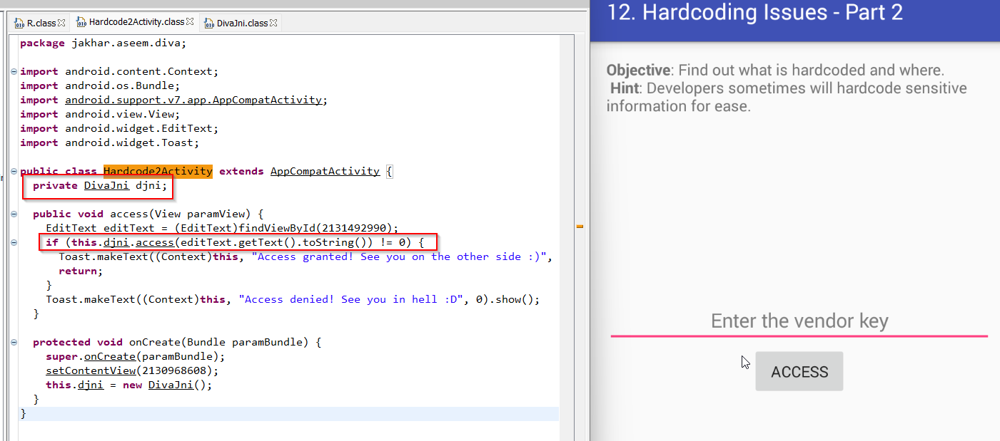 R.class
Hardcode2Activity.class
DivaJni.class
package jakhar.aseem.diva;
import android.content.Context;
import android.os.Bundle;
import android.support.v7.app.AppCompatActivity;
import android.view.View;
import android.widget.EditText;
import android.widget.Toast;
public class Hardcode2Activity extends AppCompatActivity {
private DivaJni djni;
public void access(View paramView) {
EditText editText = (EditText)findViewById(2131492990);
if (this.djni.access(editText.getText().toString()) != 0) {
Toast.makeText((Context)this, "Access granted! See you on the other side :)",
return;
}
Toast.makeText((Context)this, "Access denied! See you in hell :D", 0).show();
}
protected void onCreate(Bundle paramBundle) {
super.onCreate(paramBundle);
setContentView(2130968608);
this.djni = new DivaJni();
}
}
12. Hardcoding Issues - Part 2
Objective: Find out what is hardcoded and where.
Hint: Developers sometimes will hardcode sensitive
information for ease.
Enter the vendor key
ACCESS